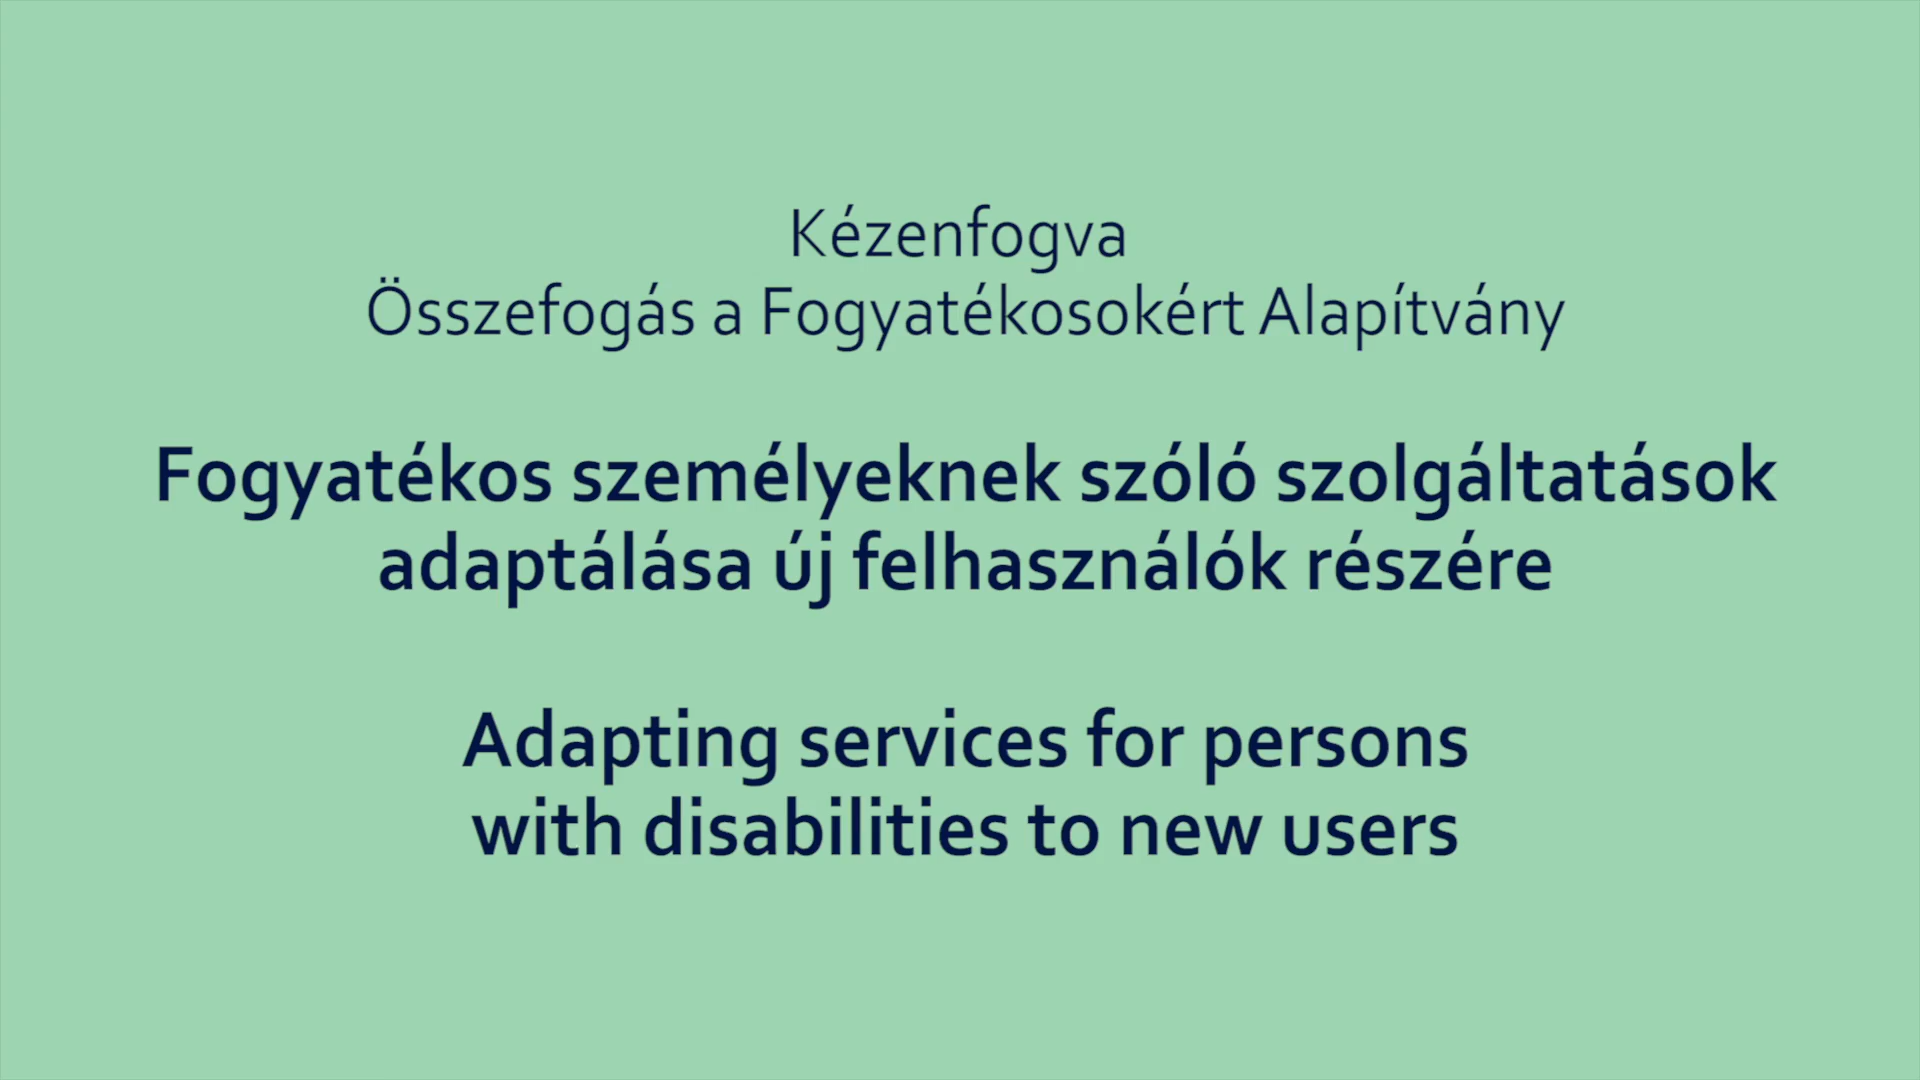 Kézenfogva
Összefogás a Fogyatékosokért Alapítvány
Fogyatékos személyeknek szóló szolgáltatások
adaptálása új felhasználók részére
Adapting services for persons
with disabilities to new users